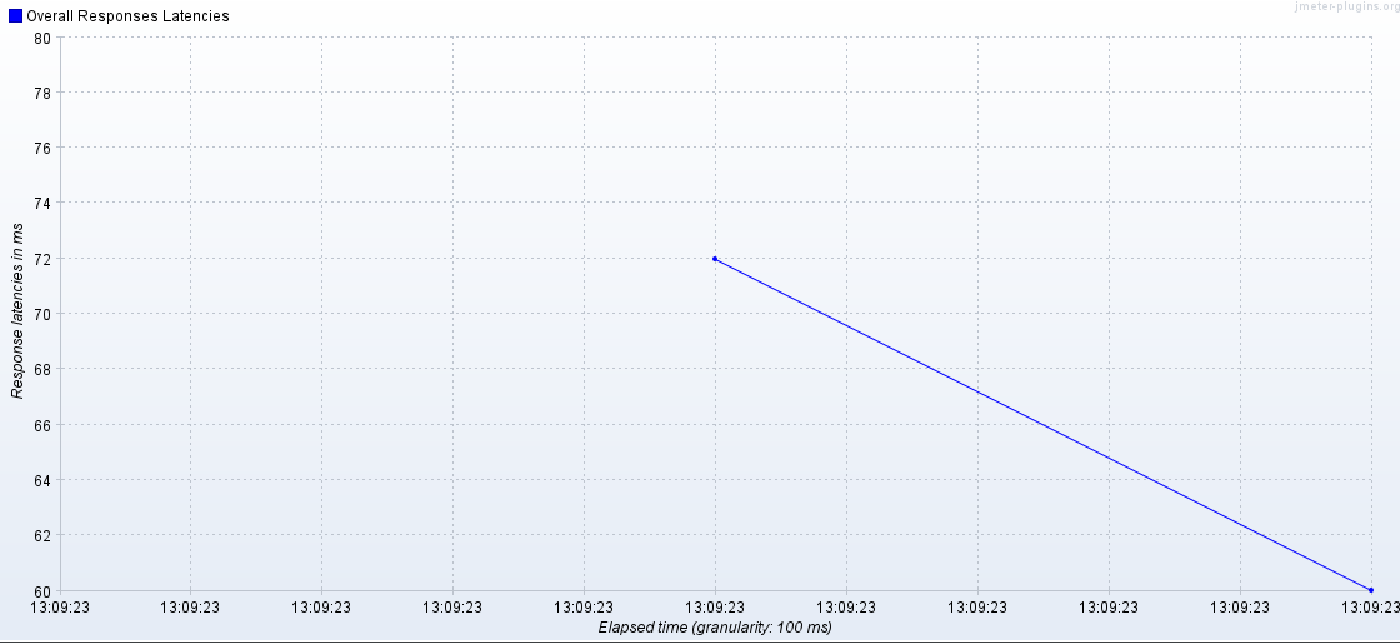 jmeter-plugins.org
Overall Responses Latencies
80
78
76
74
72
70
68
66
64
62
60
Response latencies in ms
13:09:23 13:09:23 13:09:23 13:09:23 13:09:23 13:09:23 13:09:23 13:09:23 13:09:23 13:09:23 13:09:23
Elapsed time (granularity: 100 ms)